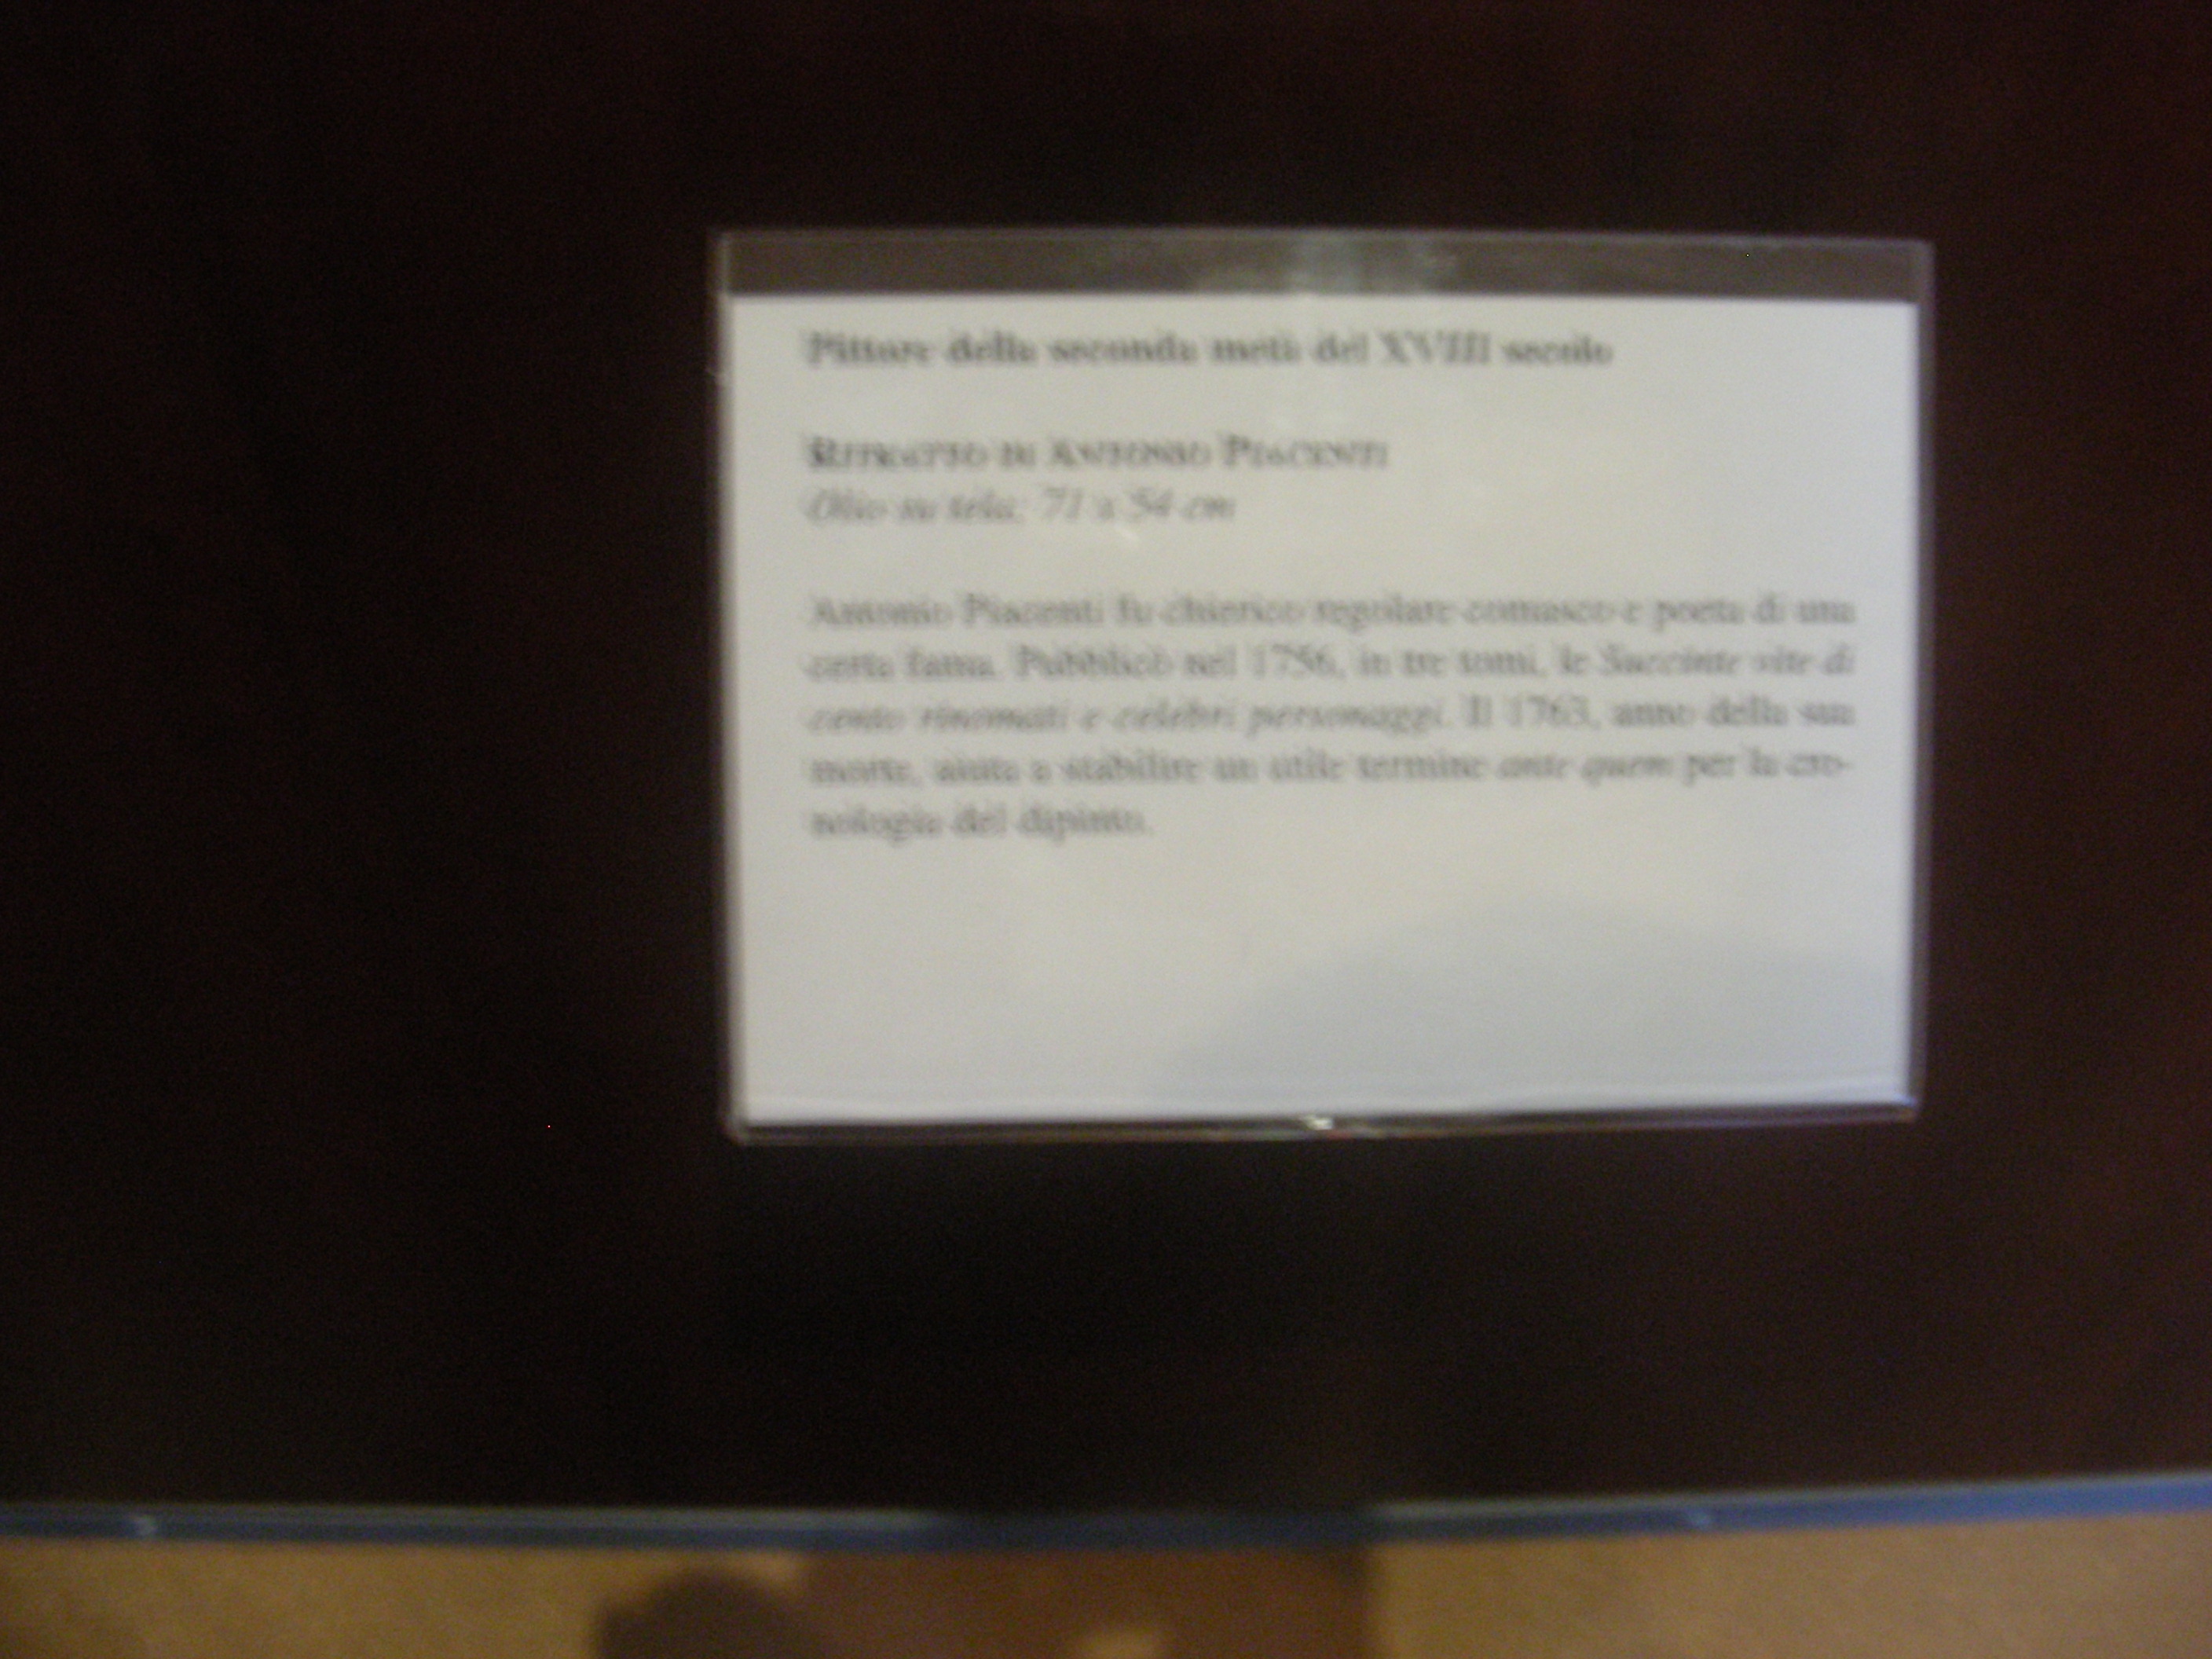 Pittore della seconda metà del XVIII secolo
RITRATTO DI ANTONIO PIACENTI
Olio su tela; 71 x 54 cm
Antonio Piacenti fu chierico regolare comasco e poeta di una
certa fama. Pubblicò nel 1756, in tre tomi, le Succinte vite di
cento rinomati e celebri personaggi. Il 1763, anno della sua
morte, aiuta a stabilire un utile termine ante quem per la cro-
nologia del dipinto.